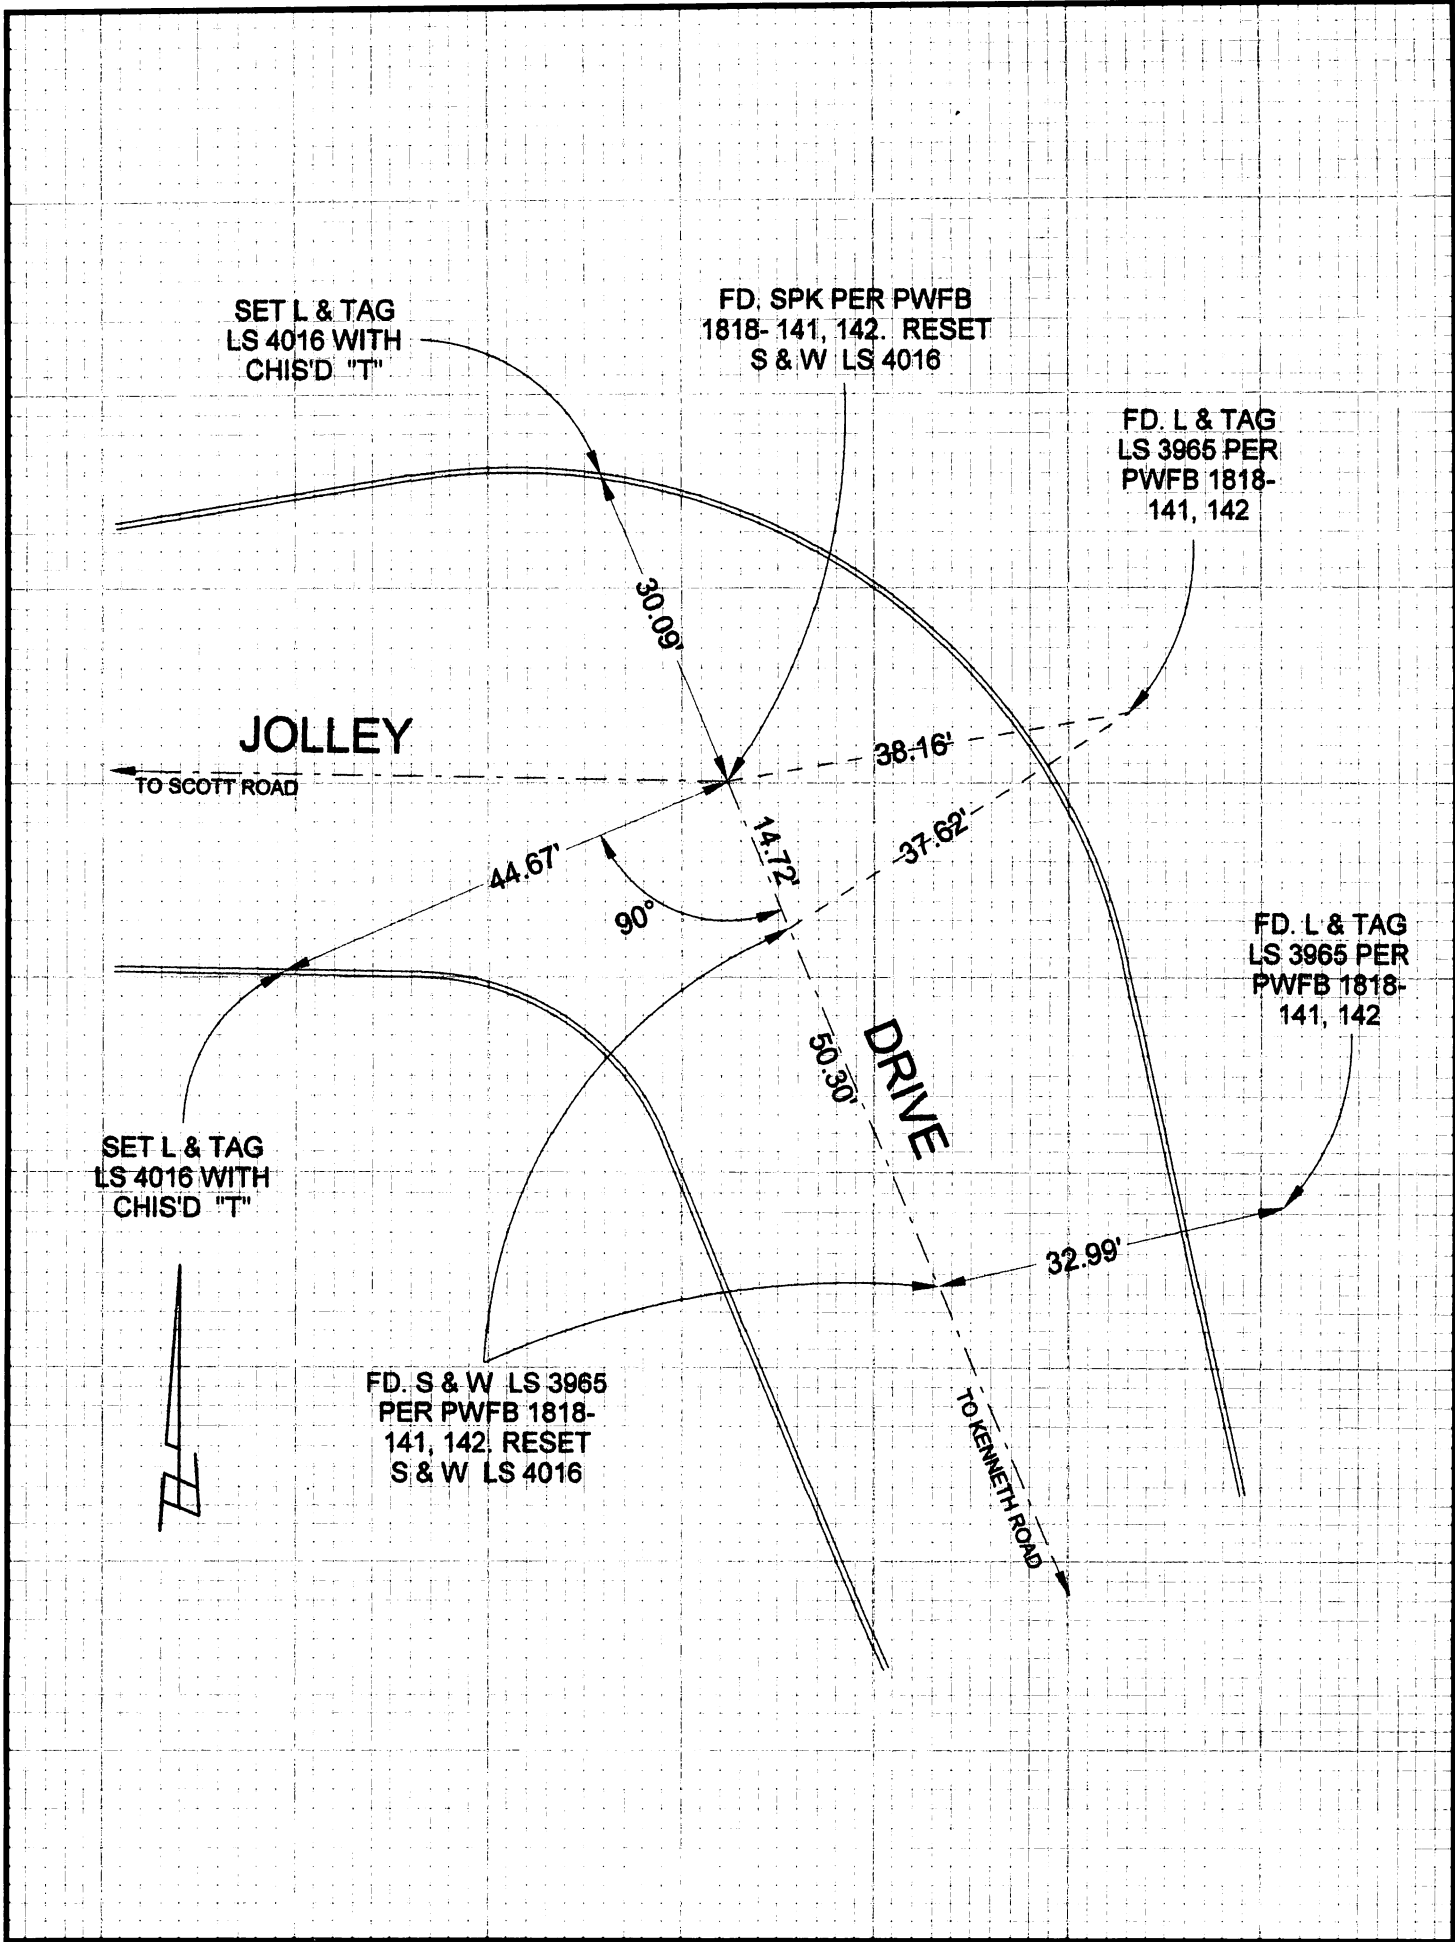 SET L & TAG
LS 4016 WITH
CHIS'D "T"
FD. SPK PER PWFB
1818- 141, 142. RESET
S & W LS 4016
FD. L & TAG
LS 3965 PER
PWFB 1818-
141, 142
30.09'
JOLLEY
TO SCOTT ROAD
38.16'
14.72'
37.62'
44.67'
90°
FD. L & TAG
LS 3965 PER
PWFB 1818-
141, 142
DRIVE
50.30'
SET L & TAG
LS 4016 WITH
CHIS'D "T"
32.99'
FD. S & W LS 3965
PER PWFB 1818-
141, 142. RESET
S & W LS 4016
TO KENNETH ROAD